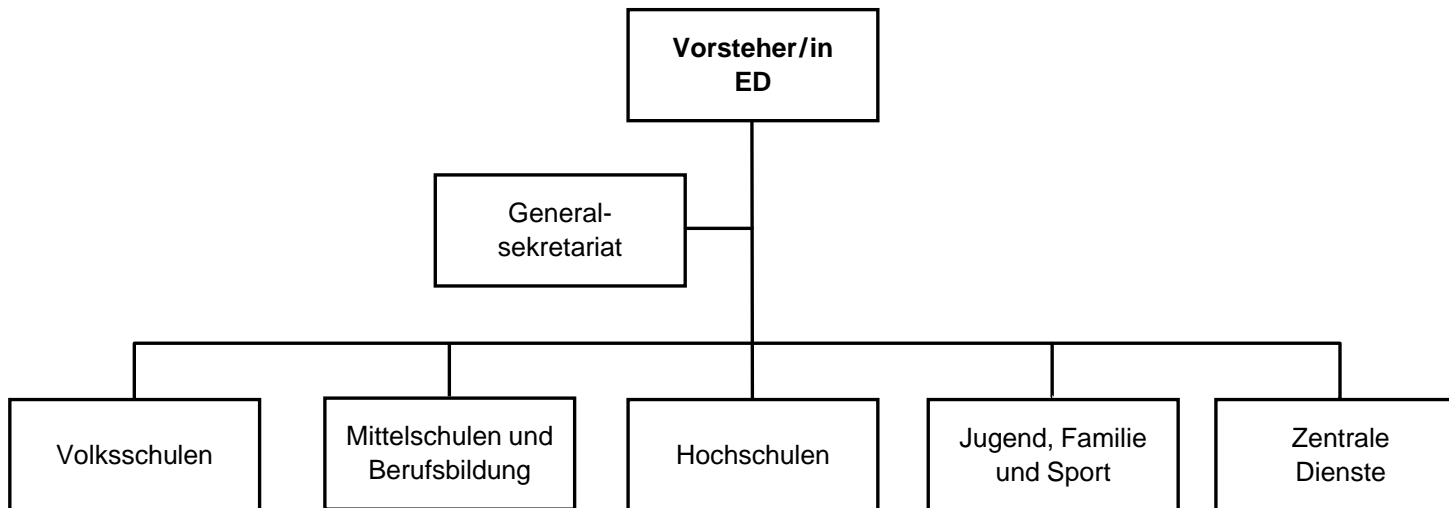 Vorsteher/in
ED
General-
sekretariat
Volksschulen
Mittelschulen und
Berufsbildung
Hochschulen
Jugend, Familie
und Sport
Zentrale
Dienste